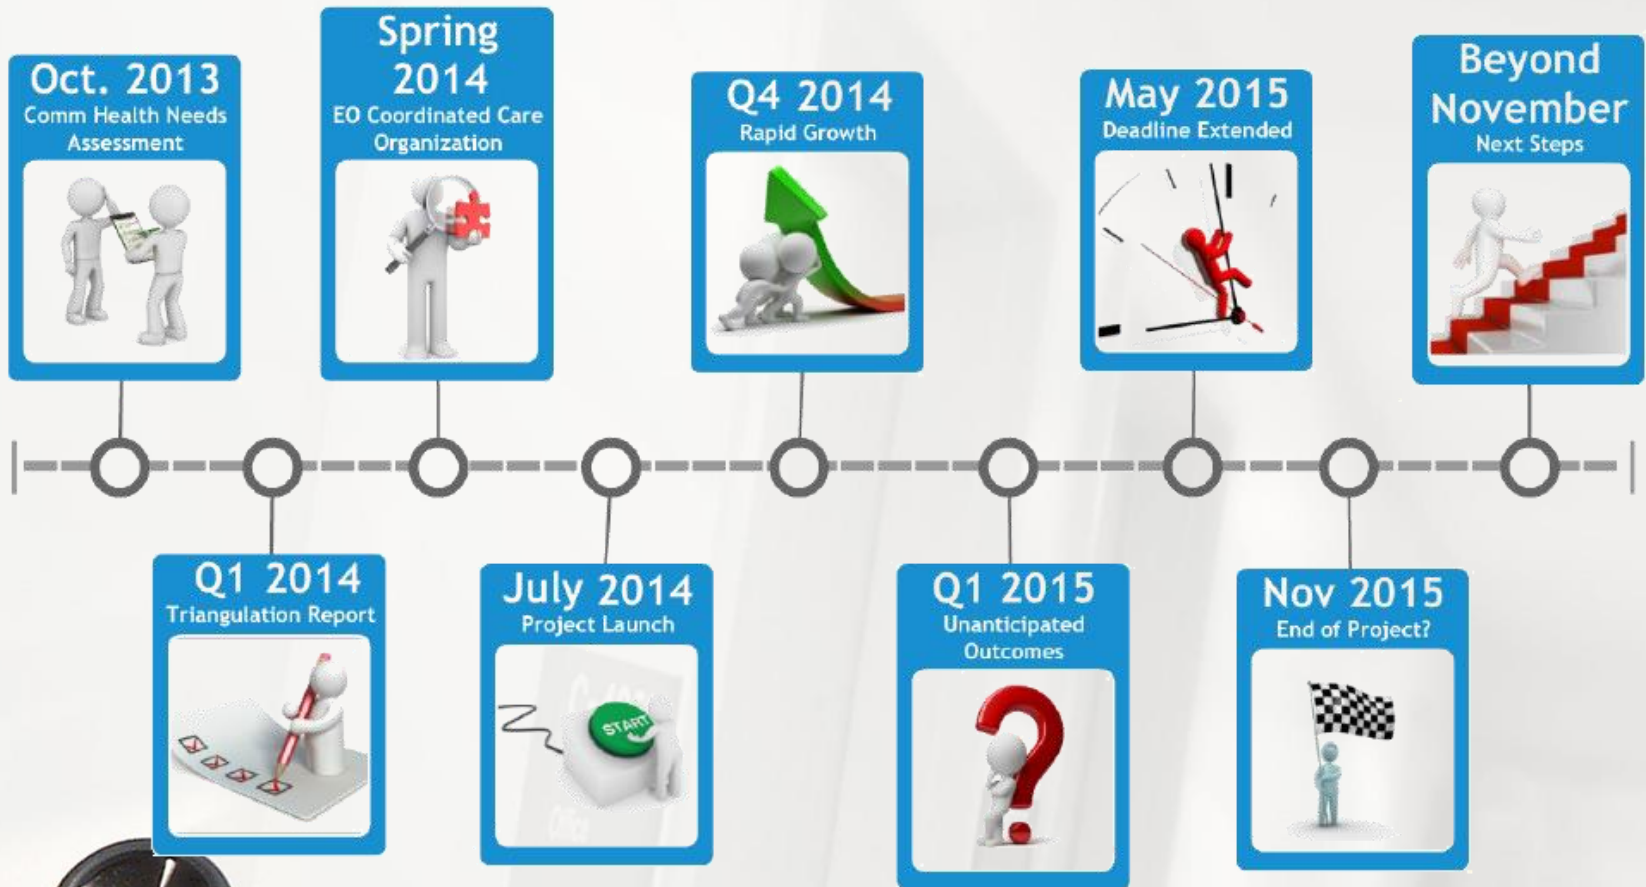 Oct. 2013
Comm Health Needs
Assessment
Q1 2014
Triangulation Report
Spring
2014
EO Coordinated Care
Organization
July 2014
Project Launch
START
Q4 2014
Rapid Growth
Q1 2015
Unanticipated
Outcomes
May 2015
Deadline Extended
Nov 2015
End of Project?
Beyond
November
Next Steps